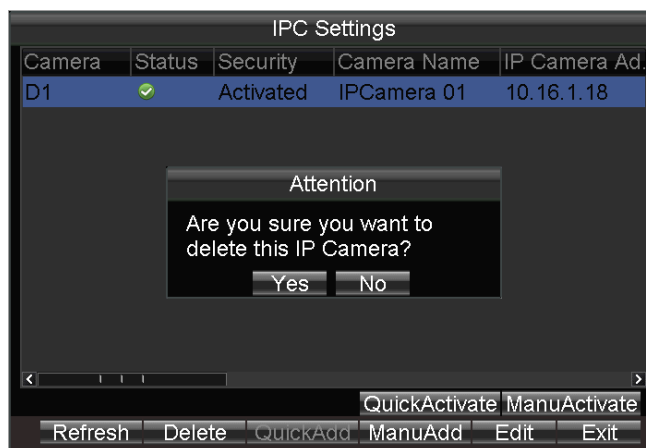 IPC Settings
Camera Status Security Camera Name IP Camera Ad.
D1 Activated IPCamera 01 10.16.1.18
Attention
Are you sure you want to
delete this IP Camera?
Yes No
QuickActivate ManuActivate
Refresh Delete QuickAdd ManuAdd Edit Exit